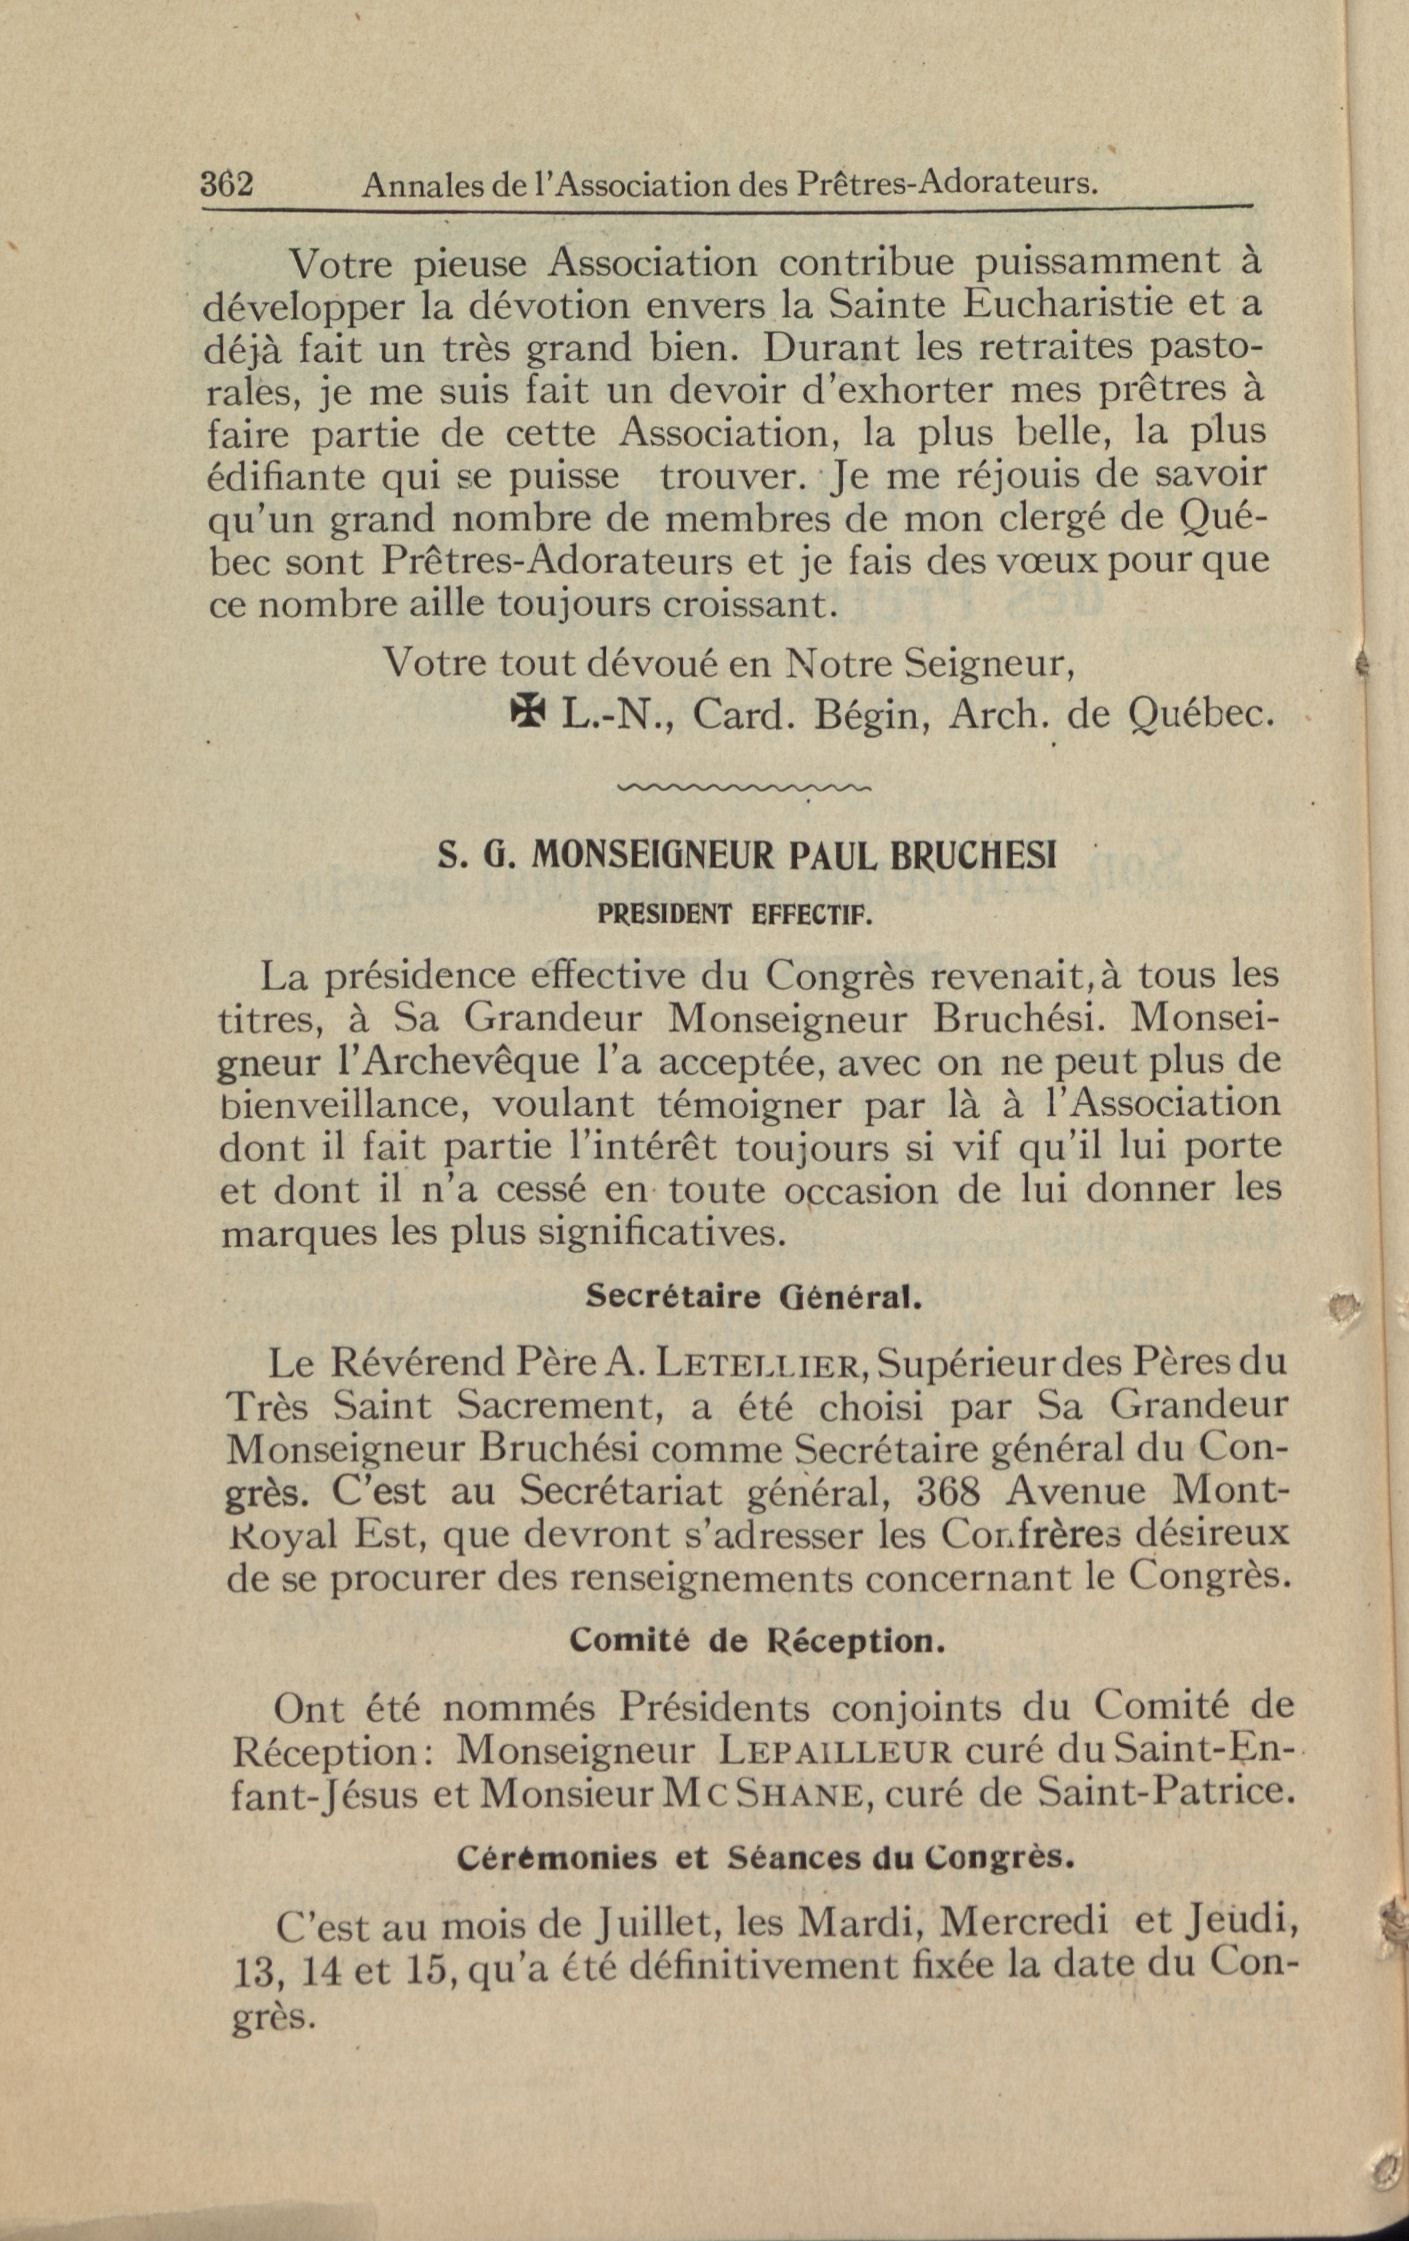 362 Annales de l'Association des Prêtres-Adorateurs.
Votre pieuse Association contribue puissamment à
développer la dévotion envers la Sainte Eucharistie et a
déjà fait un très grand bien. Durant les retraites pasto-
rales, je me suis fait un devoir d'exhorter mes prêtres à
faire partie de cette Association, la plus belle, la plus
édifiante qui se puisse trouver. Je me réjouis de savoir
qu'un grand nombre de membres de mon clergé de Qué-
bec sont Prêtres-Adorateurs et je fais des vœux pour que
ce nombre aille toujours croissant.
Votre tout dévoué en Notre Seigneur,
✠ L.-N., Card. Bégin, Arch. de Québec.
S. G. MONSEIGNEUR PAUL BRUCHESI
PRESIDENT EFFECTIF.
La présidence effective du Congrès revenait, à tous les
titres, à Sa Grandeur Monseigneur Bruchési. Monsei-
gneur l'Archevêque l'a acceptée, avec on ne peut plus de
bienveillance, voulant témoigner par là à l'Association
dont il fait partie l'intérêt toujours si vif qu'il lui porte
et dont il n'a cessé en toute occasion de lui donner les
marques les plus significatives.
Secrétaire Général.
Le Révérend Père A. LETELLIER, Supérieur des Pères du
Très Saint Sacrement, a été choisi par Sa Grandeur
Monseigneur Bruchési comme Secrétaire général du Con-
grès. C'est au Secrétariat général, 368 Avenue Mont-
Royal Est, que devront s'adresser les Confrères désireux
de se procurer des renseignements concernant le Congrès.
Comité de Réception.
Ont été nommés Présidents conjoints du Comité de
Réception: Monseigneur LEPAILLEUR curé du Saint-En-
fant-Jésus et Monsieur MC SHANE, curé de Saint-Patrice.
Cérémonies et Séances du Congrès.
C'est au mois de Juillet, les Mardi, Mercredi et Jeudi,
13, 14 et 15, qu'a été définitivement fixée la date du Con-
grès.